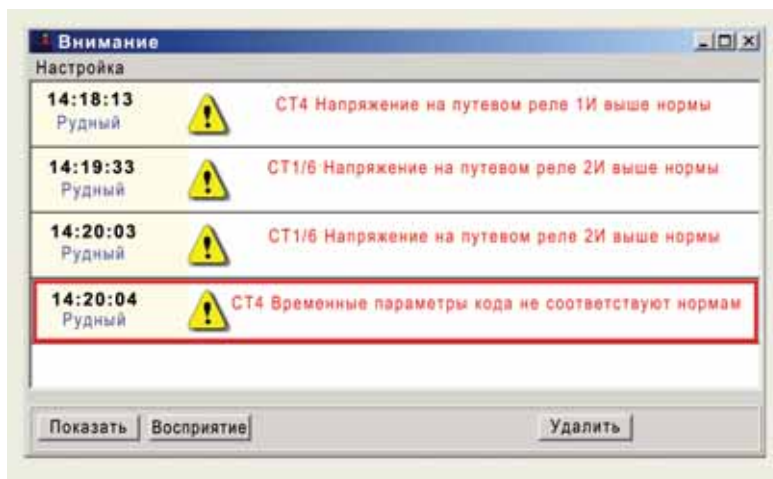 Внимание
Настройка
14:18:13
Рудный
СТ4 Напряжение на путевом реле 1И выше нормы
14:19:33
Рудный
СТ1/6 Напряжение на путевом реле 2И выше нормы
14:20:03
Рудный
СТ1/6 Напряжение на путевом реле 2И выше нормы
14:20:04
Рудный
СТ4 Временные параметры кода не соответствуют нормам
Показать Восприятие Удалить